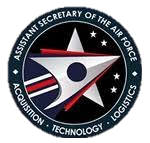 ASSISTANT SECRETARY OF THE AIR FORCE
ACQUISITION · TECHNOLOGY · LOGISTICS